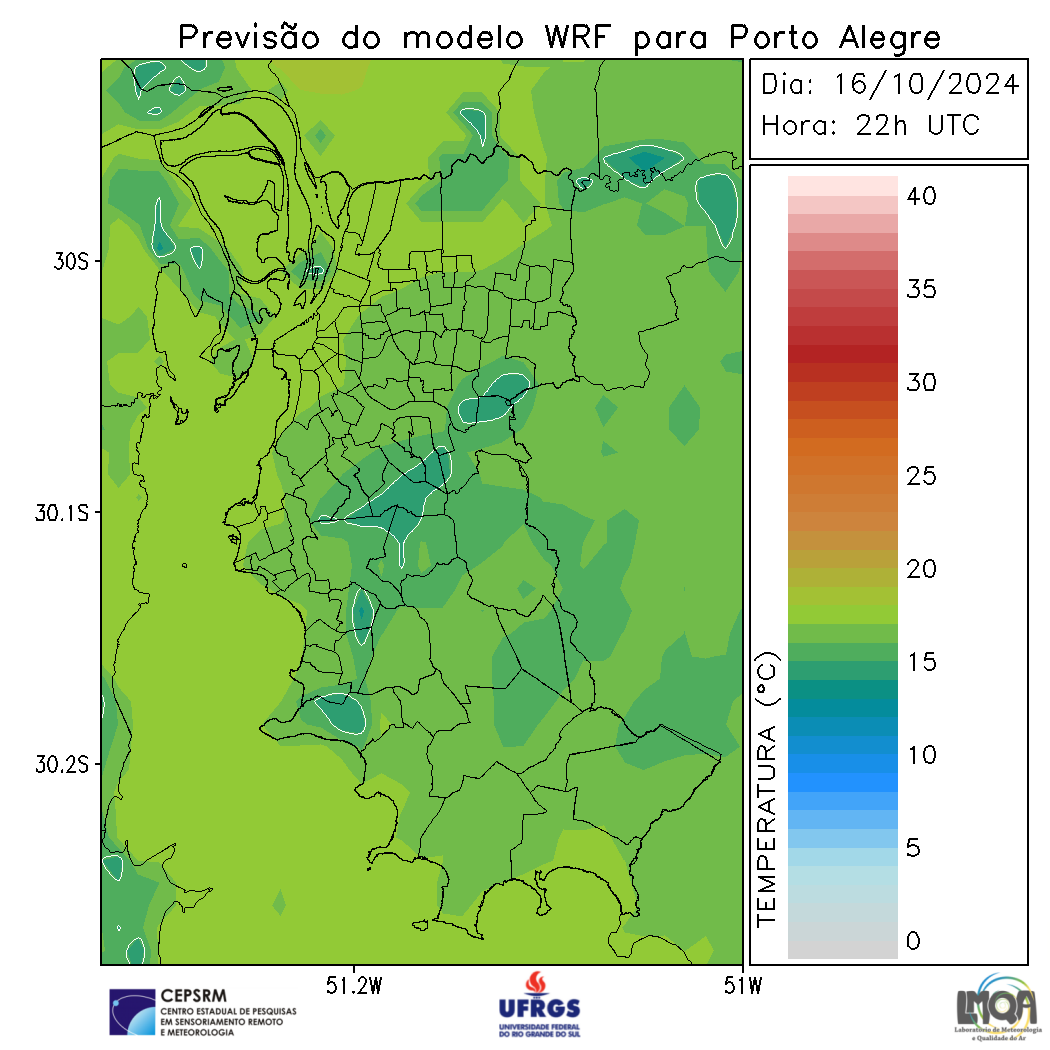 Previsão do modelo WRF para Porto Alegre
Dia: 16/10/2024
Hora: 22h UTC
30S
30.1S
30.2S
51.2W
51W
TEMPERATURA (°C)
40
35
30
25
20
15
10
5
0
CEPSRM
CENTRO ESTADUAL DE PESQUISAS
EM SENSORIAMENTO REMOTO
E METEOROLOGIA
UFRGS
UNIVERSIDADE FEDERAL
DO RIO GRANDE DO SUL
LMQA
Laboratório de Meteorologia
e Qualidade do Ar